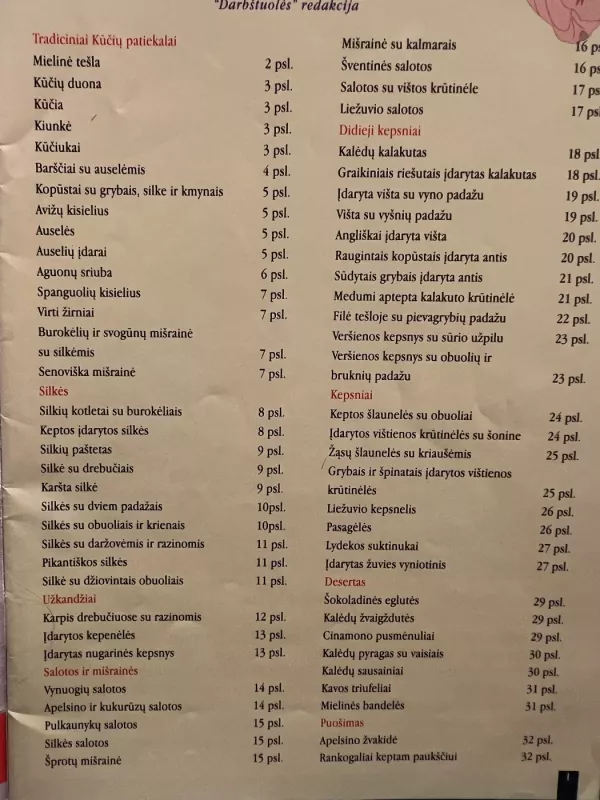 "Darbštuolės" redakcija
Tradiciniai Kūčių patiekalai
Mielinė tešla 2 psl.
Kūčių duona 3 psl.
Kūčia 3 psl.
Kiunkė 3 psl.
Kūčiukai 3 psl.
Barščiai su auselėmis 4 psl.
Kopūstai su grybais, silke ir kmynais 5 psl.
Avižų kisielius 5 psl.
Auselės 5 psl.
Auselių įdarai 5 psl.
Aguonų sriuba 6 psl.
Spanguolių kisielius 7 psl.
Virti žirniai 7 psl.
Burokėlių ir svogūnų mišrainė
su silkėmis 7 psl.
Senoviška mišrainė 7 psl.
Silkės
Silkių kotletai su burokėliais 8 psl.
Keptos įdarytos silkės 8 psl.
Silkių paštetas 9 psl.
Silkė su drebučiais 9 psl.
Karšta silkė 9 psl.
Silkės su dviem padažais 10psl.
Silkės su obuoliais ir krienais 10psl.
Silkės su daržovėmis ir razinomis 11 psl.
Pikantiškos silkės 11 psl.
Silkė su džiovintais obuoliais 11 psl.
Užkandžiai
Karpis drebučiuose su razinomis 12 psl.
Įdarytos kepenėlės 13 psl.
Įdarytas nugarinės kepsnys 13 psl.
Salotos ir mišrainės
Vynuogių salotos 14 psl.
Apelsino ir kukurūzų salotos 14 psl.
Pulkaunykų salotos 15 psl.
Silkės salotos 15 psl.
Šprotų mišrainė 15 psl.
Mišrainė su kalmarais 16 ps
Šventinės salotos 16 ps
Salotos su vištos krūtinėle 17 ps
Liežuvio salotos 17 ps
Didieji kepsniai
Kalėdų kalakutas 18 psl.
Graikiniais riešutais įdarytas kalakutas 18 psl.
Įdaryta višta su vyno padažu 19 psl.
Višta su vyšnių padažu 19 psl.
Angliškai įdaryta višta 20 psl.
Raugintais kopūstais įdaryta antis 20 psl.
Sūdytais grybais įdaryta antis 21 psl.
Medumi aptepta kalakuto krūtinėlė 21 psl.
Filė tešloje su pievagrybių padažu 22 psl.
Veršienos kepsnys su sūrio užpilu 23 psl.
Veršienos kepsnys su obuolių ir
bruknių padažu 23 psl.
Kepsniai
Keptos šlaunelės su obuoliai 24 psl.
Įdarytos vištienos krūtinėlės su šonine 24 psl.
Žąsų šlaunelės su kriaušėmis 25 psl.
Grybais ir špinatais įdarytos vištienos
krūtinėlės 25 psl.
Liežuvio kepsnelis 26 psl.
Pasagėlės 26 psl.
Lydekos suktinukai 27 psl.
Įdarytas žuvies vyniotinis 27 psl.
Desertas
Šokoladinės eglutės 29 psl.
Kalėdų žvaigždutės 29 psl.
Cinamono pusmėnuliai 29 psl.
Kalėdų pyragas su vaisiais 30 psl.
Kalėdų sausainiai 30 psl.
Kavos triufeliai 31 psl.
Mielinės bandelės 31 psl.
Puošimas
Apelsino žvakidė 32 psl.
Rankogaliai keptam paukščiui 32 psl.